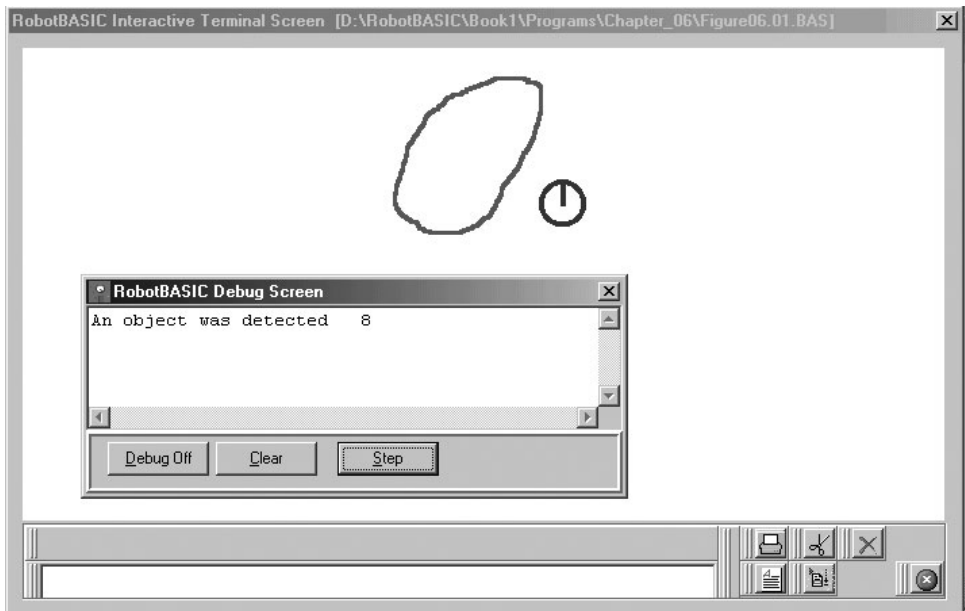 RobotBASIC Interactive Terminal Screen [D:\RobotBASIC\Book1\Programs\Chapter_06\Figure06.01.BAS]
RobotBASIC Debug Screen
An object was detected 8
Debug Off Clear Step